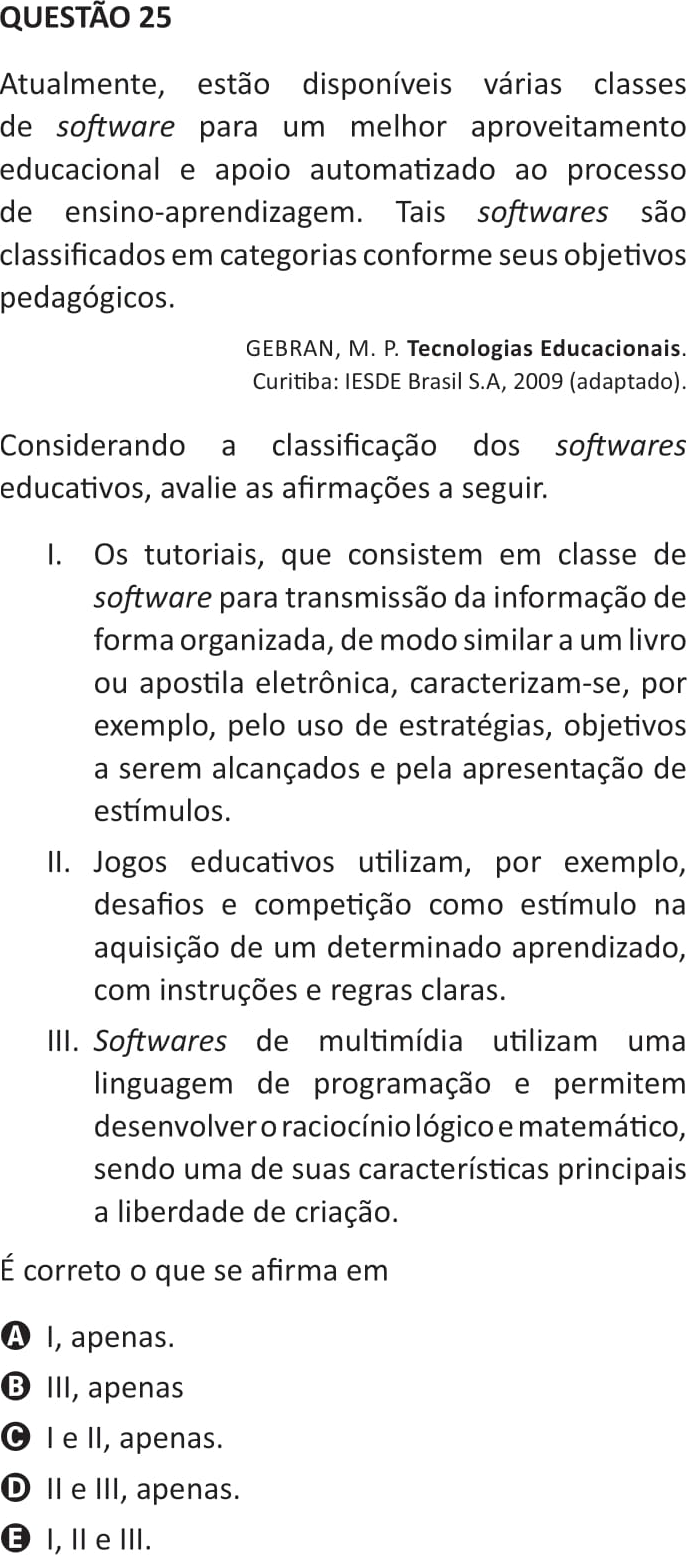 QUESTÃO 25
Atualmente, estão disponíveis várias classes
de software para um melhor aproveitamento
educacional e apoio automatizado ao processo
de ensino-aprendizagem. Tais softwares são
classificados em categorias conforme seus objetivos
pedagógicos.
GEBRAN, M. P. Tecnologias Educacionais.
Curitiba: IESDE Brasil S.A, 2009 (adaptado).
Considerando a classificação dos softwares
educativos, avalie as afirmações a seguir.
I. Os tutoriais, que consistem em classe de
software para transmissão da informação de
forma organizada, de modo similar a um livro
ou apostila eletrônica, caracterizam-se, por
exemplo, pelo uso de estratégias, objetivos
a serem alcançados e pela apresentação de
estímulos.
II. Jogos educativos utilizam, por exemplo,
desafios e competição como estímulo na
aquisição de um determinado aprendizado,
com instruções e regras claras.
III. Softwares de multimídia utilizam uma
linguagem de programação e permitem
desenvolver o raciocínio lógico e matemático,
sendo uma de suas características principais
a liberdade de criação.
É correto o que se afirma em
A I, apenas.
B III, apenas
C I e II, apenas.
D II e III, apenas.
E I, II e III.